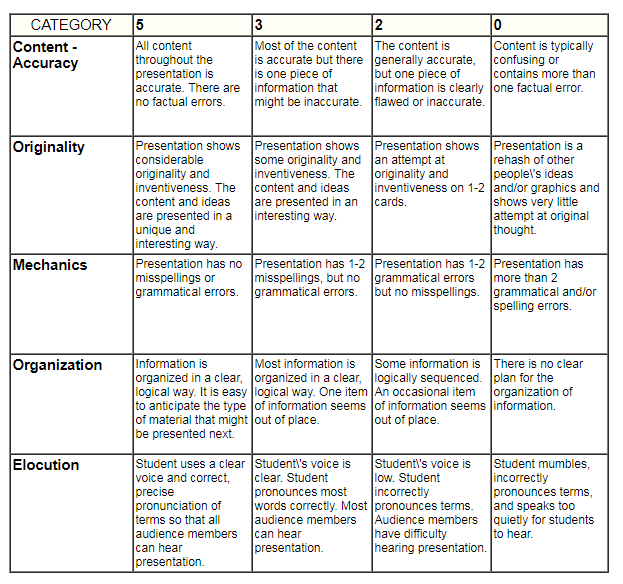 CATEGORY 5 3 2 0
Content - Accuracy
All content
throughout the
presentation is
accurate. There are
no factual errors.
Most of the content
is accurate but there
is one piece of
information that
might be inaccurate.
The content is
generally accurate,
but one piece of
information is clearly
flawed or inaccurate.
Content is typically
confusing or
contains more than
one factual error.
Originality
Presentation shows
considerable
originality and
inventiveness. The
content and ideas
are presented in a
unique and
interesting way.
Presentation shows
some originality and
inventiveness. The
content and ideas
are presented in an
interesting way.
Presentation shows
an attempt at
originality and
inventiveness on 1-2
cards.
Presentation is a
rehash of other
people\'s ideas
and/or graphics and
shows very little
attempt at original
thought.
Mechanics
Presentation has no
misspellings or
grammatical errors.
Presentation has 1-2
misspellings, but no
grammatical errors.
Presentation has 1-2
grammatical errors
but no misspellings.
Presentation has
more than 2
grammatical and/or
spelling errors.
Organization
Information is
organized in a clear,
logical way. It is easy
to anticipate the type
of material that might
be presented next.
Most information is
organized in a clear,
logical way. One item
of information seems
out of place.
Some information is
logically sequenced.
An occasional item
of information seems
out of place.
There is no clear
plan for the
organization of
information.
Elocution
Student uses a clear
voice and correct,
precise
pronunciation of
terms so that all
audience members
can hear
presentation.
Student\'s voice is
clear. Student
pronounces most
words correctly. Most
audience members
can hear
presentation.
Student\'s voice is
low. Student
incorrectly
pronounces terms.
Audience members
have difficulty
hearing presentation.
Student mumbles,
incorrectly
pronounces terms,
and speaks too
quietly for students
to hear.